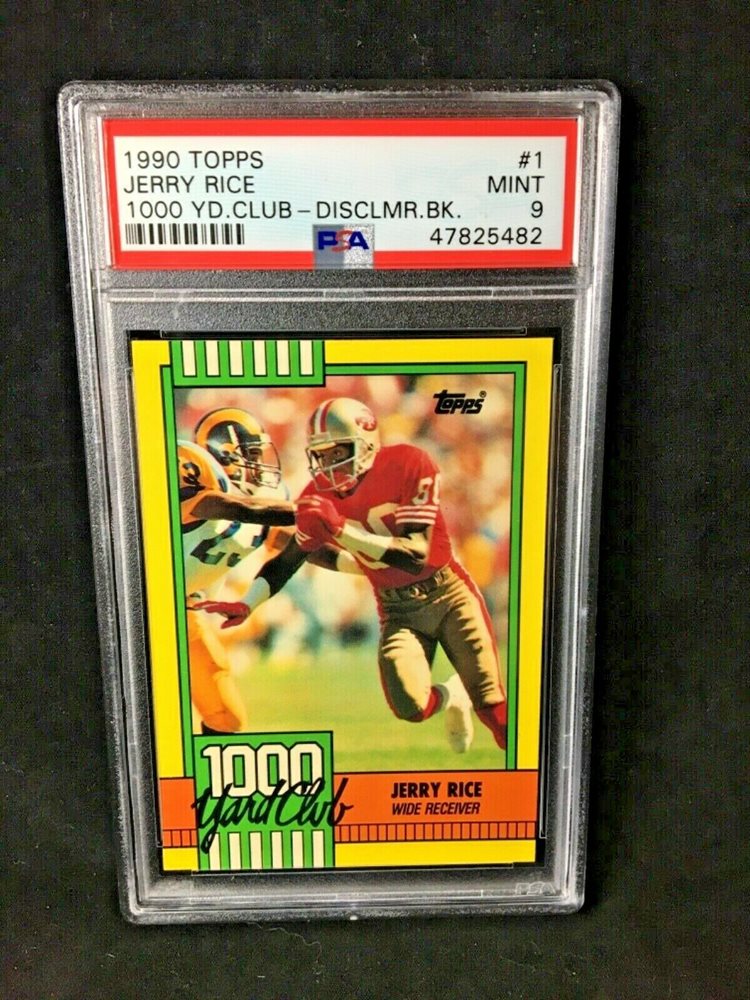 1990 TOPPS #1
JERRY RICE MINT
1000 YD.CLUB – DISCLMR.BK. 9
PSA 47825482
Topps®
80
1000
Yard Club
JERRY RICE
WIDE RECEIVER